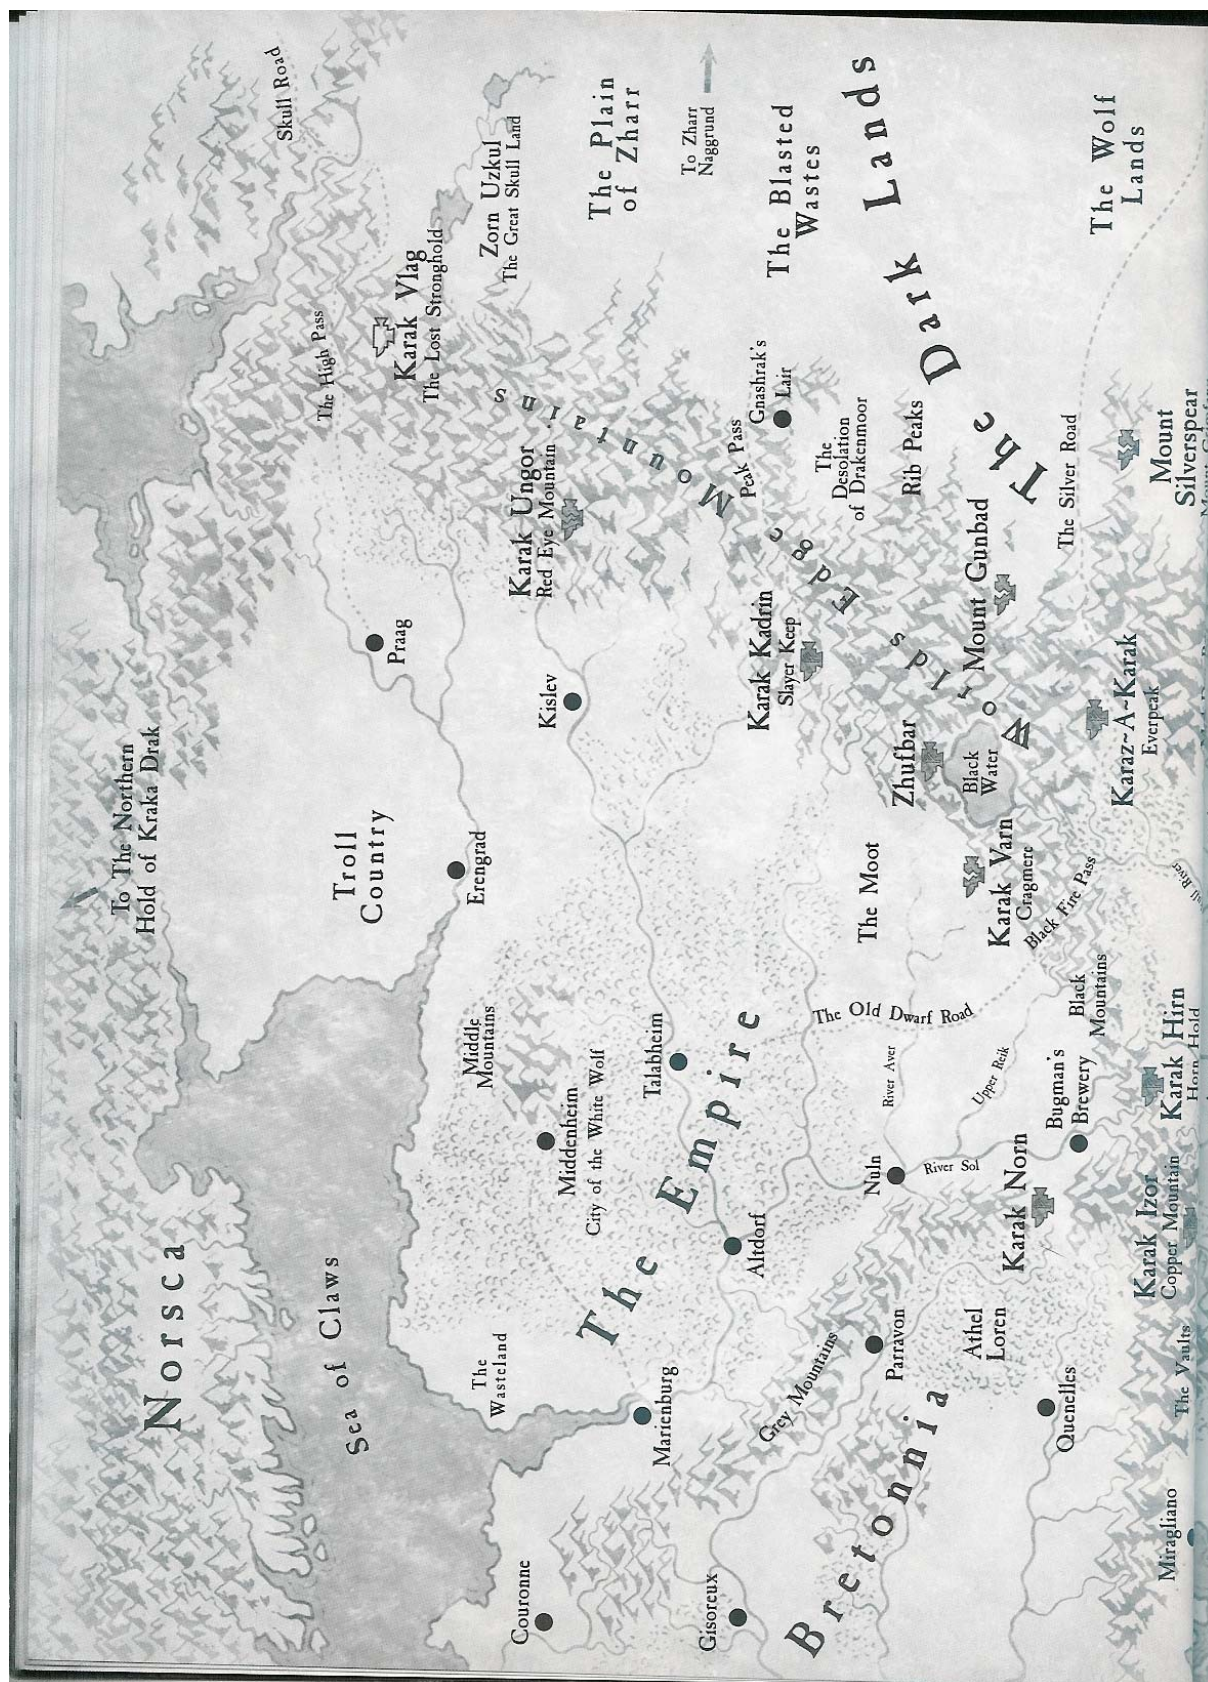 To The Northern
Hold of Kraka Drak
Norsca
Sea of Claws
Skull Road
The High Pass
Troll
Country
Praag
Erengrad
Karak Vlag
The Lost Stronghold
Zorn Uzkul
The Great Skull Land
Karak Ungor
Red Eye Mountain
Kislev
Middle
Mountains
Middenheim
City of the White Wolf
The
Wasteland
Couronne
Marienburg
The Empire
Talabheim
Altdorf
Gisoreux
The Plain
of Zharr
To Zharr
Naggrund
The Blasted
Wastes
Gnashrak's
Lair
Peak Pass
Worlds Edge Mountains
Karak Kadrin
Slayer Keep
The
Desolation
of Drakenmoor
Rib Peaks
The Dark Lands
Grey Mountains
Bretonnia
Parravon
Nuln
The Moot
The Old Dwarf Road
River Aver
River Sol
Upper Reik
Zhufbar
Black
Water
Mount Gunbad
Karak Varn
Cragmere
Black Fire Pass
Athel
Loren
Karak Norn
Quenelles
Bugman's
Brewery
Black
Mountains
The Silver Road
The Wolf
Lands
Karaz~A~Karak
Everpeak
Mount
Silverspear
Karak Hirn
Horn Hold
Karak Izor
Copper Mountain
The Vaults
Miragliano
River